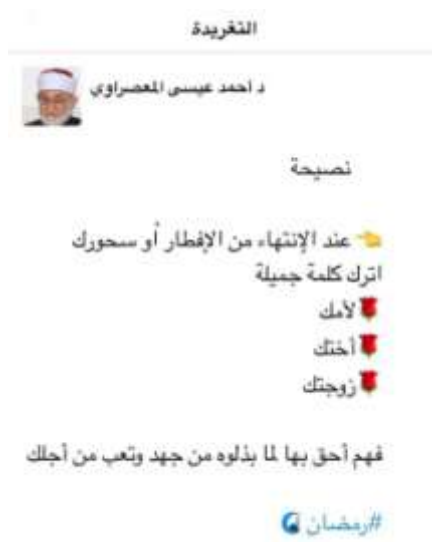 التغريدة
د أحمد عيسى المعصراوي
نصيحة
👈 عند الإنتهاء من الإفطار أو سحورك
اترك كلمة جميلة
🌹لأمك
🌹أختك
🌹زوجتك
فهم أحق بها لما بذلوه من جهد وتعب من أجلك
#رمضان